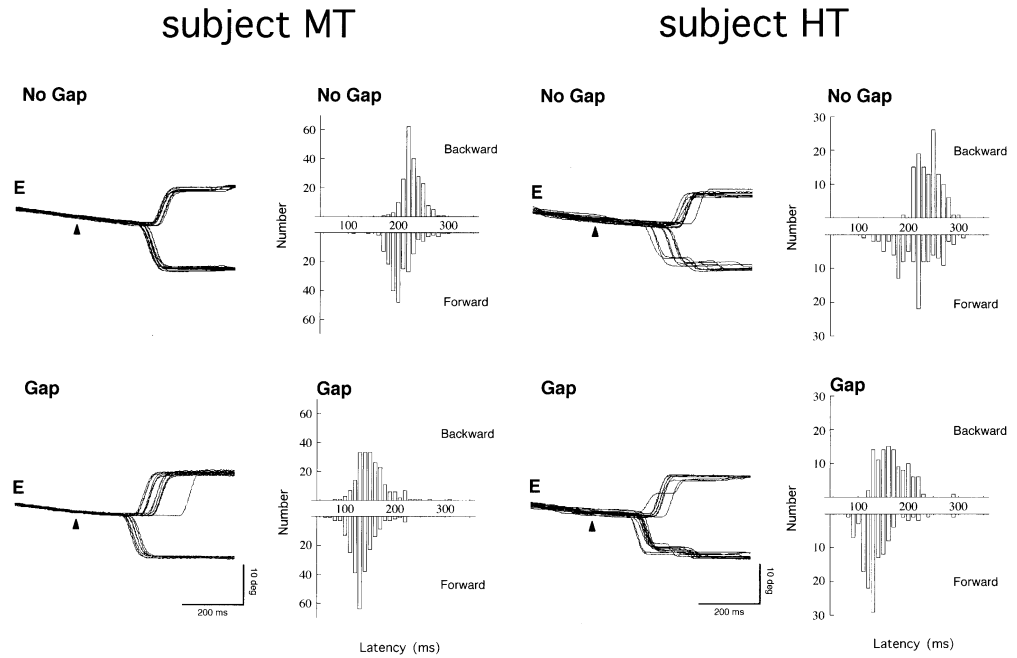 subject MT
subject HT
No Gap
No Gap
No Gap
No Gap
E
60
40
20
20
40
60
100
200
300
Number
Backward
Forward
E
30
20
10
10
20
30
100
200
300
Number
Backward
Forward
Gap
Gap
Gap
Gap
E
10 deg
200 ms
60
40
20
20
40
60
100
200
300
Number
Backward
Forward
Latency (ms)
E
10 deg
200 ms
30
20
10
10
20
30
100
200
300
Number
Backward
Forward
Latency (ms)